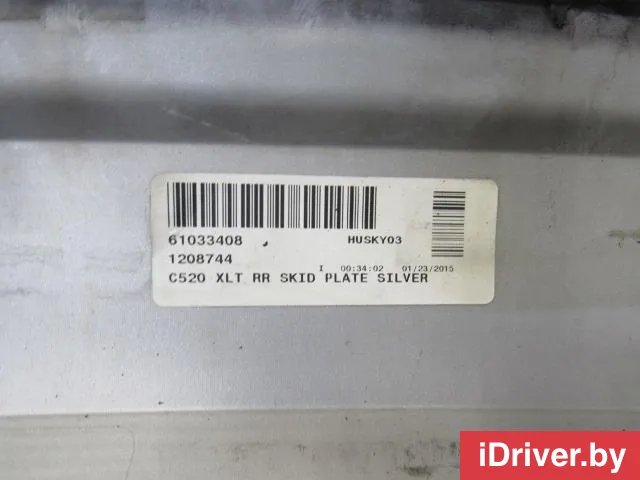 61033408 HUSKY03
1208744
I 00:34:02 01/23/2015
C520 XLT RR SKID PLATE SILVER
iDriver.by